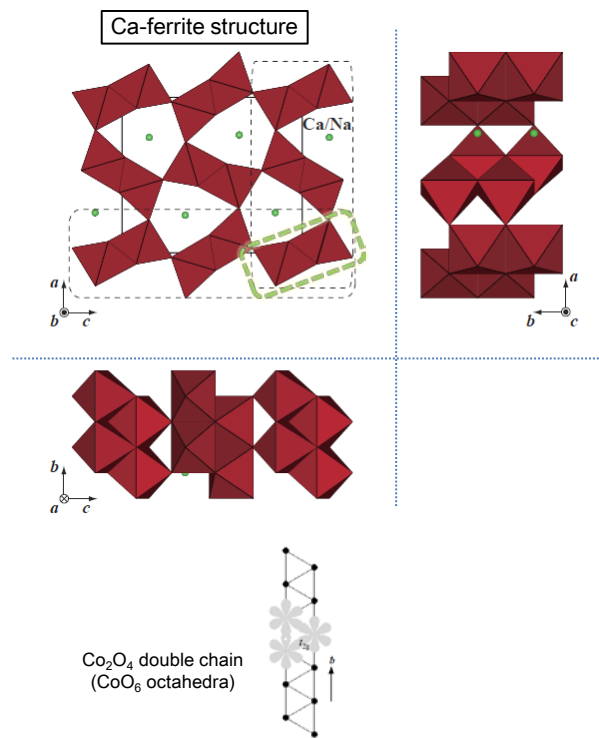 Ca-ferrite structure
Ca/Na
a
b
c
a
b
c
b
a
c
t2g
b
Co2O4 double chain
(CoO6 octahedra)